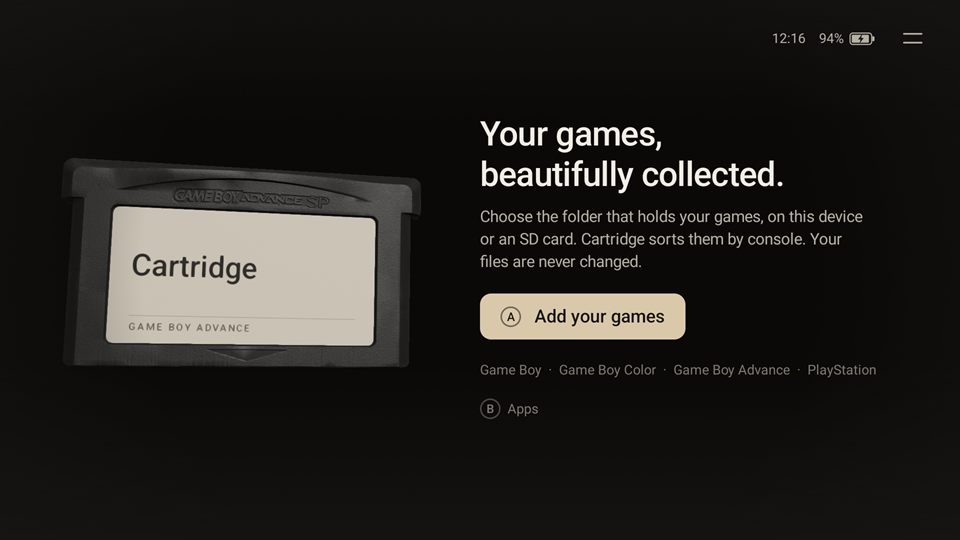 12:16 94%
Your games,
beautifully collected.
Choose the folder that holds your games, on this device
or an SD card. Cartridge sorts them by console. Your
files are never changed.
A Add your games
Game Boy · Game Boy Color · Game Boy Advance · PlayStation
B Apps
GAME BOY ADVANCE SP
Cartridge
GAME BOY ADVANCE